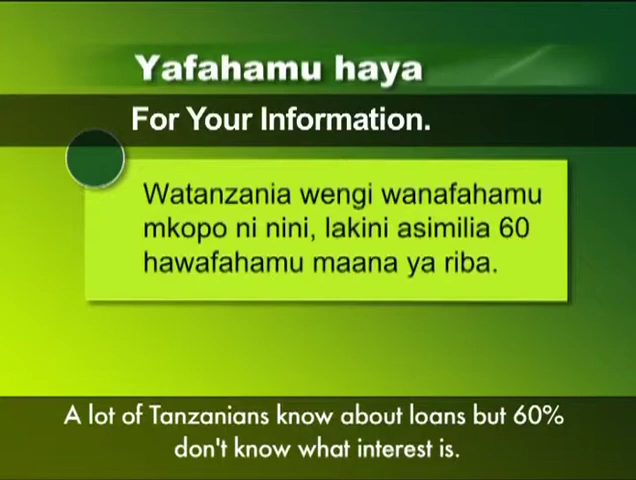 Yafahamu haya
For Your Information.
Watanzania wengi wanafahamu
mkopo ni nini, lakini asimilia 60
hawafahamu maana ya riba.
A lot of Tanzanians know about loans but 60%
don't know what interest is.